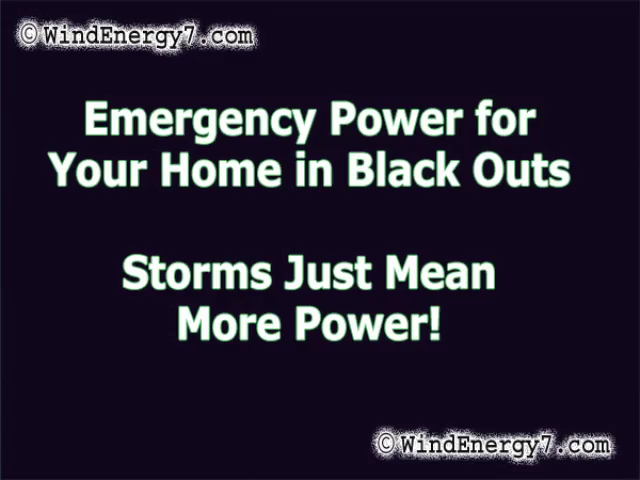 © WindEnergy7.com
Emergency Power for
Your Home in Black Outs
Storms Just Mean
More Power!
© WindEnergy7.com